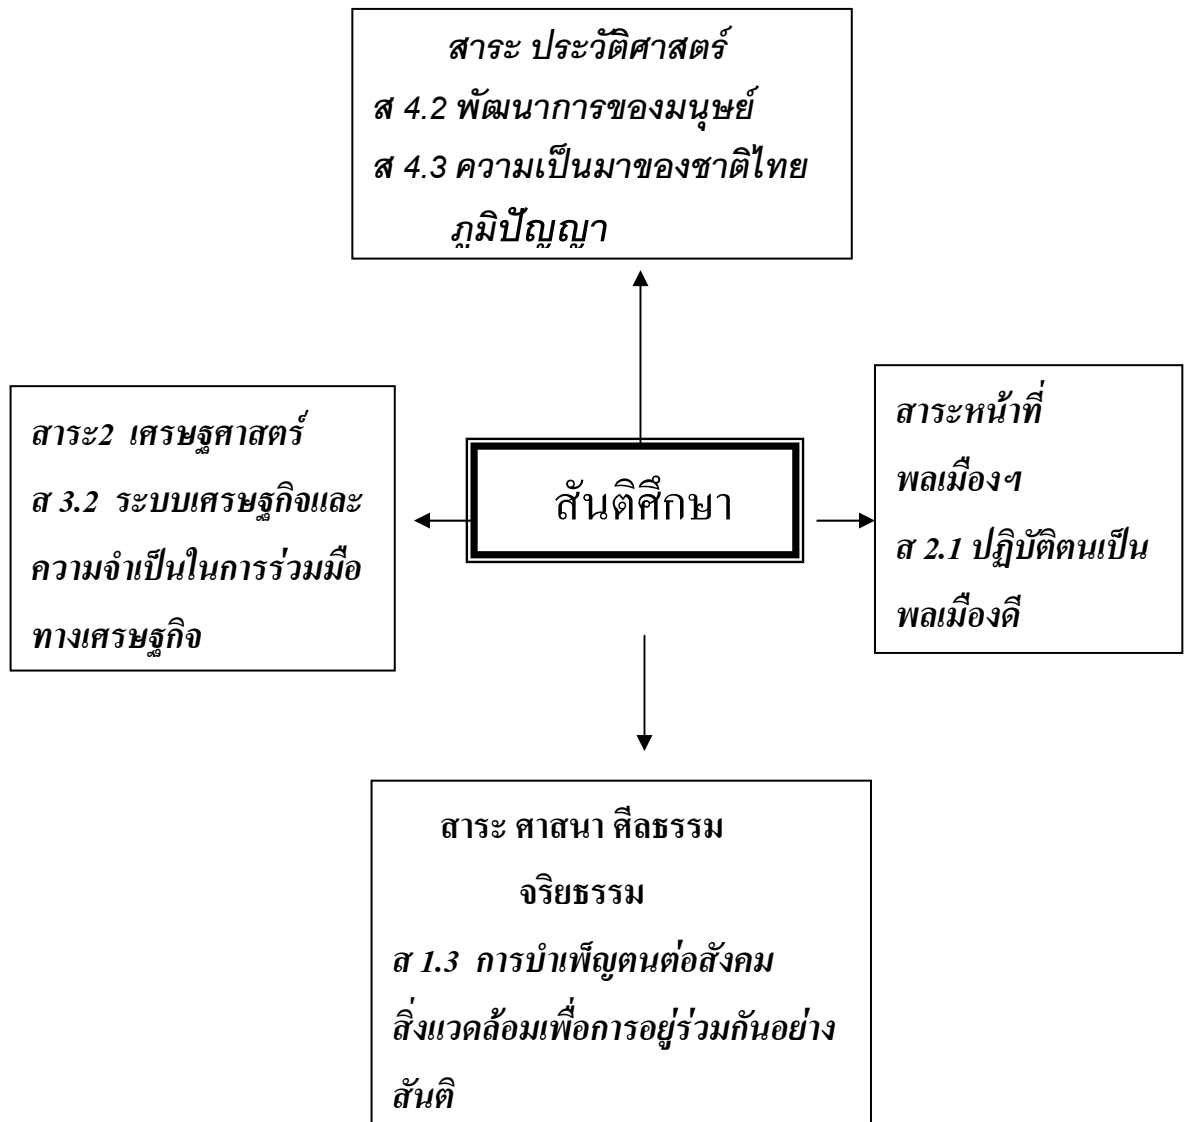 สาระ ประวัติศาสตร์
ส 4.2 พัฒนาการของมนุษย์
ส 4.3 ความเป็นมาของชาติไทย
ภูมิปัญญา
สาระ2 เศรษฐศาสตร์
ส 3.2 ระบบเศรษฐกิจและ
ความจำเป็นในการร่วมมือ
ทางเศรษฐกิจ
สันติศึกษา
สาระหน้าที่
พลเมืองฯ
ส 2.1 ปฏิบัติตนเป็น
พลเมืองดี
สาระ ศาสนา ศีลธรรม
จริยธรรม
ส 1.3 การบำเพ็ญตนต่อสังคม
สิ่งแวดล้อมเพื่อการอยู่ร่วมกันอย่าง
สันติ